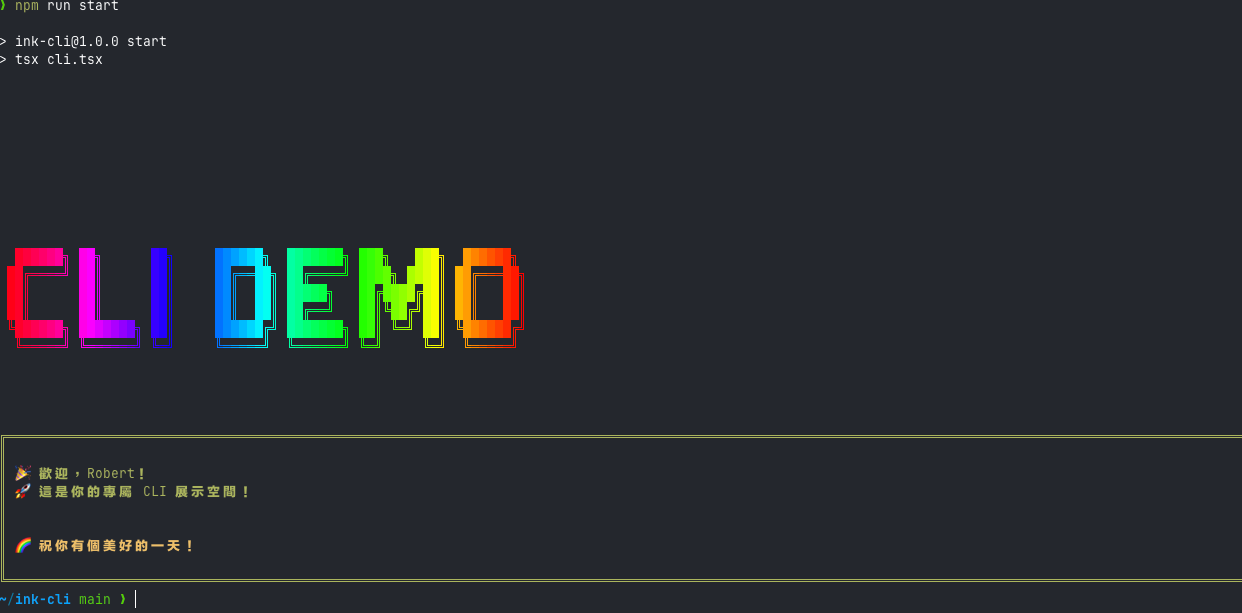 ❯ npm run start
> ink-cli@1.0.0 start
> tsx cli.tsx
CLI DEMO
🎉 歡迎，Robert！
🚀 這是你的專屬 CLI 展示空間！
🌈 祝你有個美好的一天！
~/ink-cli main ❯